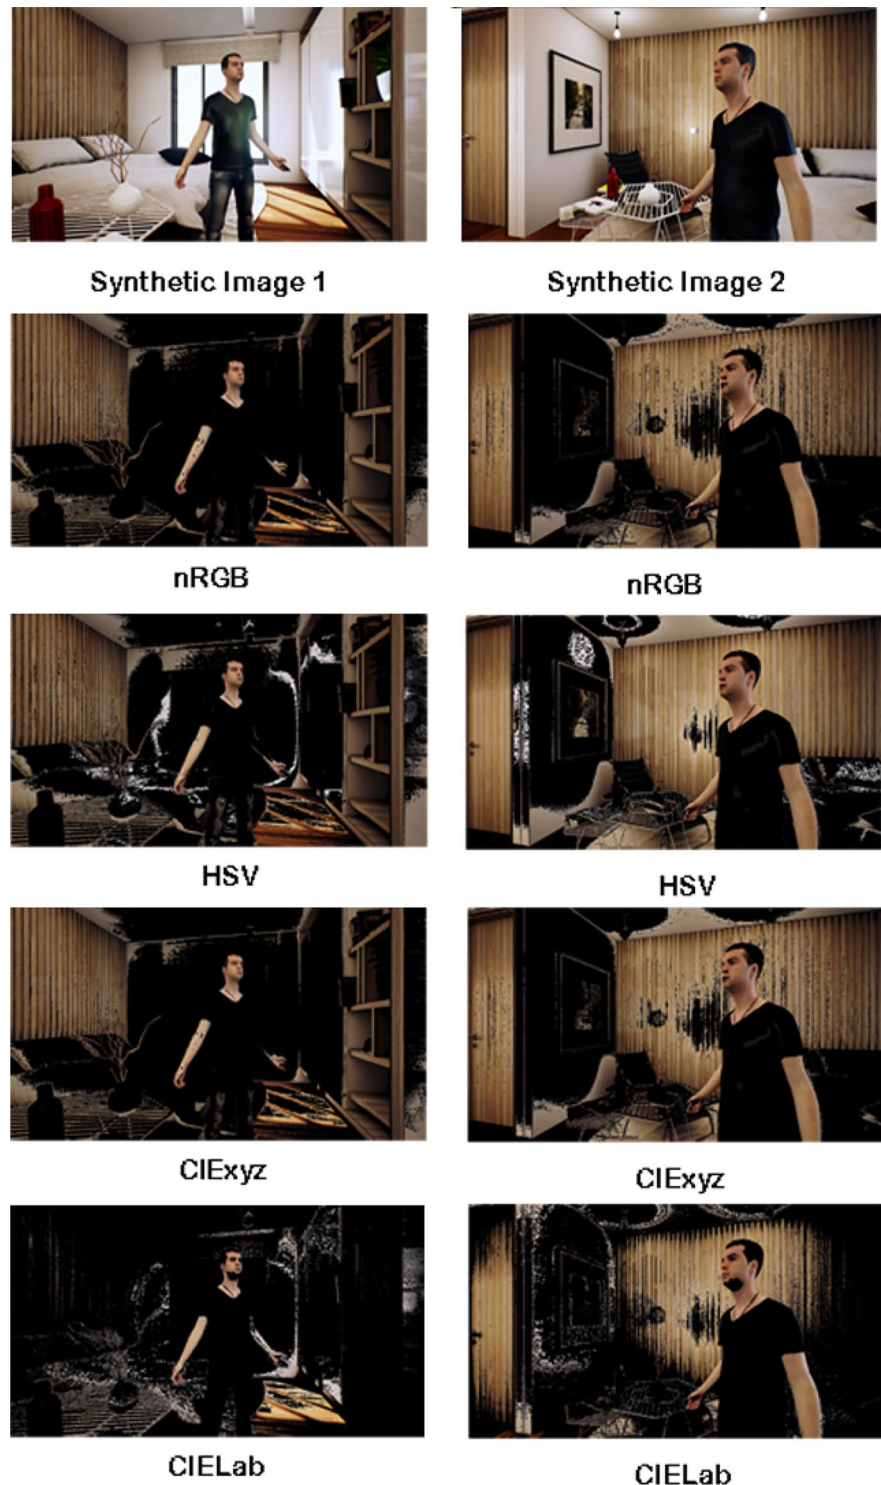 Synthetic Image 1
Synthetic Image 2
nRGB
nRGB
HSV
HSV
CIExyz
CIExyz
CIELab
CIELab